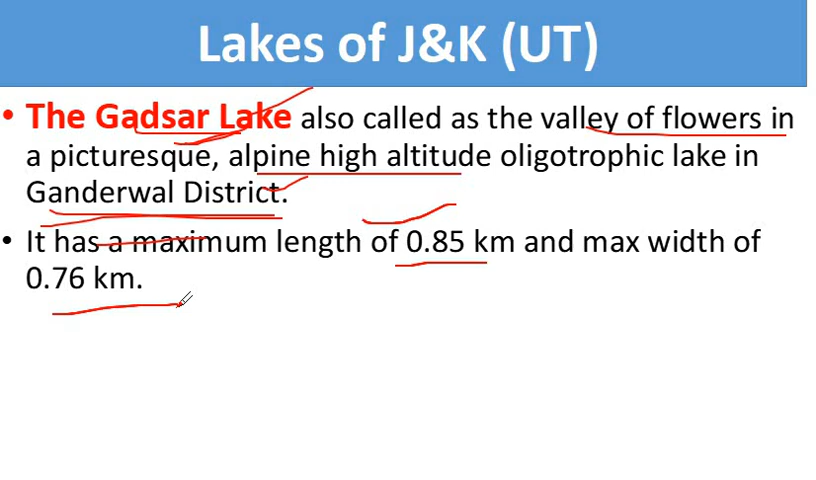 Lakes of J&K (UT)
• The Gadsar Lake also called as the valley of flowers in
a picturesque, alpine high altitude oligotrophic lake in
Ganderwal District.
• It has a maximum length of 0.85 km and max width of
0.76 km.